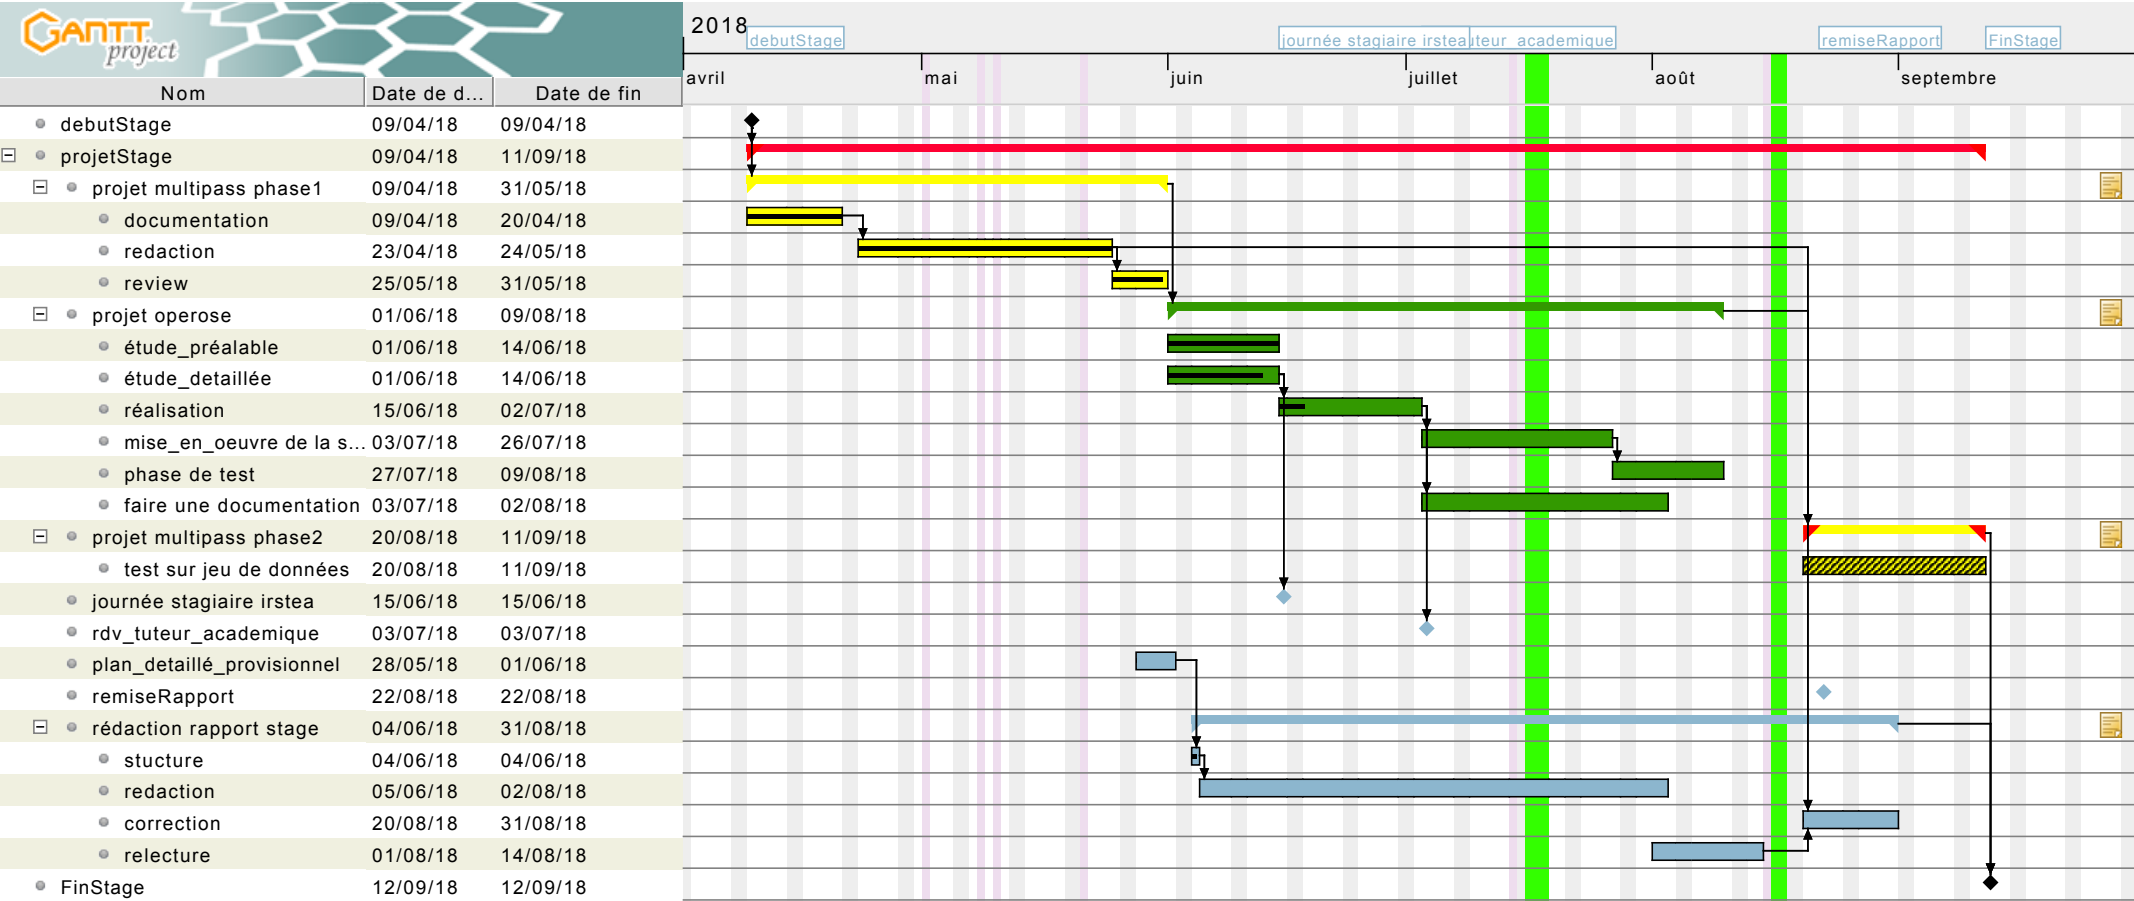 GANTT
project
2018
debutStage
journée stagiaire irstea
uteur_academique
remiseRapport
FinStage
avril mai juin juillet août septembre
Nom Date de d... Date de fin
debutStage 09/04/18 09/04/18
projetStage 09/04/18 11/09/18
projet multipass phase1 09/04/18 31/05/18
documentation 09/04/18 20/04/18
redaction 23/04/18 24/05/18
review 25/05/18 31/05/18
projet operose 01/06/18 09/08/18
étude_préalable 01/06/18 14/06/18
étude_detaillée 01/06/18 14/06/18
réalisation 15/06/18 02/07/18
mise_en_oeuvre de la s... 03/07/18 26/07/18
phase de test 27/07/18 09/08/18
faire une documentation 03/07/18 02/08/18
projet multipass phase2 20/08/18 11/09/18
test sur jeu de données 20/08/18 11/09/18
journée stagiaire irstea 15/06/18 15/06/18
rdv_tuteur_academique 03/07/18 03/07/18
plan_detaillé_provisionnel 28/05/18 01/06/18
remiseRapport 22/08/18 22/08/18
rédaction rapport stage 04/06/18 31/08/18
stucture 04/06/18 04/06/18
redaction 05/06/18 02/08/18
correction 20/08/18 31/08/18
relecture 01/08/18 14/08/18
FinStage 12/09/18 12/09/18